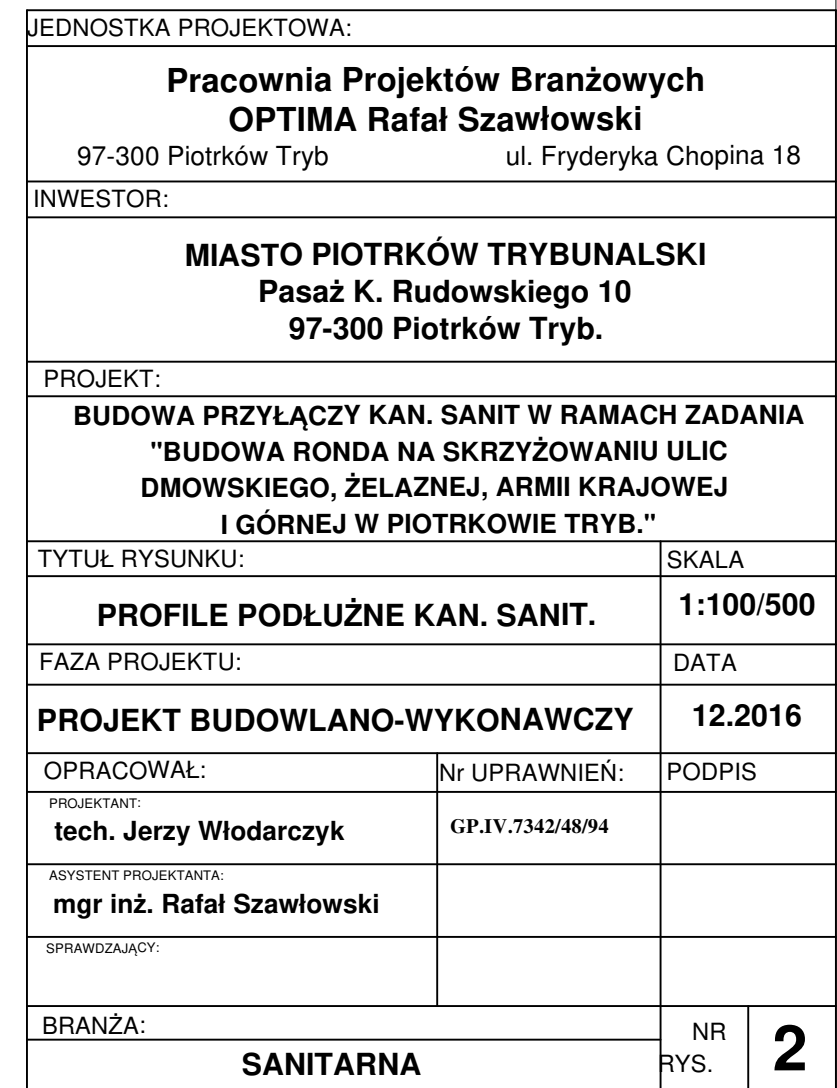 JEDNOSTKA PROJEKTOWA:
Pracownia Projektów Branżowych
OPTIMA Rafał Szawłowski
97-300 Piotrków Tryb ul. Fryderyka Chopina 18
INWESTOR:
MIASTO PIOTRKÓW TRYBUNALSKI
Pasaż K. Rudowskiego 10
97-300 Piotrków Tryb.
PROJEKT:
BUDOWA PRZYŁĄCZY KAN. SANIT W RAMACH ZADANIA
"BUDOWA RONDA NA SKRZYŻOWANIU ULIC
DMOWSKIEGO, ŻELAZNEJ, ARMII KRAJOWEJ
I GÓRNEJ W PIOTRKOWIE TRYB."
TYTUŁ RYSUNKU: SKALA
PROFILE PODŁUŻNE KAN. SANIT. 1:100/500
FAZA PROJEKTU: DATA
PROJEKT BUDOWLANO-WYKONAWCZY 12.2016
OPRACOWAŁ: Nr UPRAWNIEŃ: PODPIS
PROJEKTANT:
tech. Jerzy Włodarczyk GP.IV.7342/48/94
ASYSTENT PROJEKTANTA:
mgr inż. Rafał Szawłowski
SPRAWDZAJĄCY:
BRANŻA: NR
SANITARNA RYS. 2